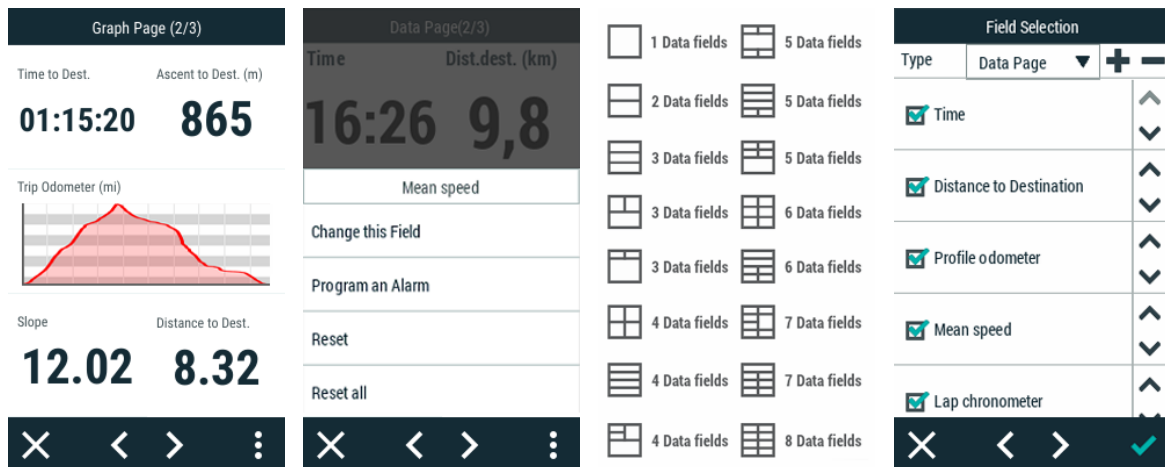 Graph Page (2/3)
Time to Dest. Ascent to Dest. (m)
01:15:20 865
Trip Odometer (mi)
Slope Distance to Dest.
12.02 8.32
Data Page(2/3)
Time Dist.dest. (km)
16:26 9,8
Mean speed
Change this Field
Program an Alarm
Reset
Reset all
1 Data fields 5 Data fields
2 Data fields 5 Data fields
3 Data fields 5 Data fields
3 Data fields 6 Data fields
3 Data fields 6 Data fields
4 Data fields 7 Data fields
4 Data fields 7 Data fields
4 Data fields 8 Data fields
Field Selection
Type Data Page
Time
Distance to Destination
Profile odometer
Mean speed
Lap chronometer